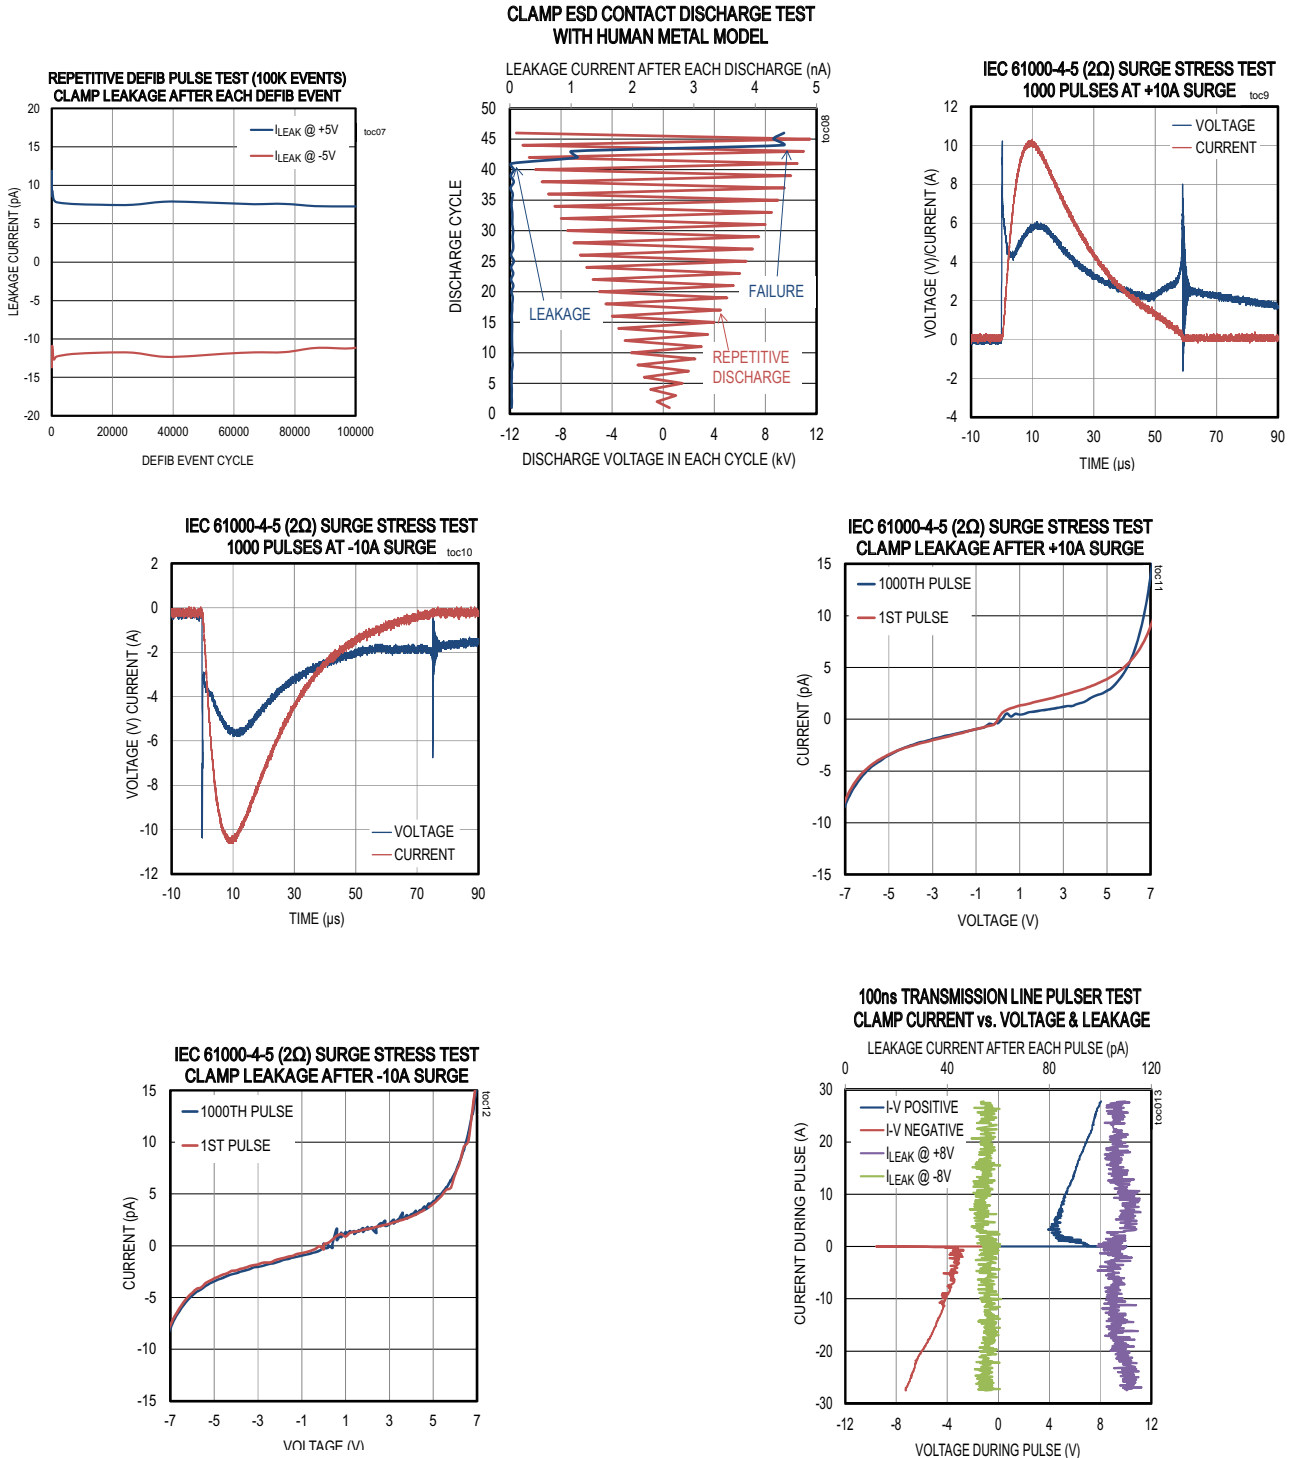 REPETITIVE DEFIB PULSE TEST (100K EVENTS)
CLAMP LEAKAGE AFTER EACH DEFIB EVENT
toc07
I LEAK @ +5V
I LEAK @ -5V
LEAKAGE CURRENT (pA)
20
15
10
5
0
-5
-10
-15
-20
0 20000 40000 60000 80000 100000
DEFIB EVENT CYCLE
CLAMP ESD CONTACT DISCHARGE TEST
WITH HUMAN METAL MODEL
LEAKAGE CURRENT AFTER EACH DISCHARGE (nA)
0 1 2 3 4 5
toc08
DISCHARGE CYCLE
50
45
40
35
30
25
20
15
10
5
0
LEAKAGE
FAILURE
REPETITIVE
DISCHARGE
-12 -8 -4 0 4 8 12
DISCHARGE VOLTAGE IN EACH CYCLE (kV)
IEC 61000-4-5 (2Ω) SURGE STRESS TEST
1000 PULSES AT +10A SURGE
toc9
VOLTAGE
CURRENT
VOLTAGE (V)/CURRENT (A)
12
10
8
6
4
2
0
-2
-4
-10 10 30 50 70 90
TIME (µs)
IEC 61000-4-5 (2Ω) SURGE STRESS TEST
1000 PULSES AT -10A SURGE
toc10
VOLTAGE (V) CURRENT (A)
2
0
-2
-4
-6
-8
-10
-12
VOLTAGE
CURRENT
-10 10 30 50 70 90
TIME (µs)
IEC 61000-4-5 (2Ω) SURGE STRESS TEST
CLAMP LEAKAGE AFTER +10A SURGE
toc11
1000TH PULSE
1ST PULSE
CURRENT (pA)
15
10
5
0
-5
-10
-15
-7 -5 -3 -1 1 3 5 7
VOLTAGE (V)
IEC 61000-4-5 (2Ω) SURGE STRESS TEST
CLAMP LEAKAGE AFTER -10A SURGE
toc12
1000TH PULSE
1ST PULSE
CURRENT (pA)
15
10
5
0
-5
-10
-15
-7 -5 -3 -1 1 3 5 7
VOLTAGE (V)
100ns TRANSMISSION LINE PULSER TEST
CLAMP CURRENT vs. VOLTAGE & LEAKAGE
LEAKAGE CURRENT AFTER EACH PULSE (pA)
0 40 80 120
toc013
I-V POSITIVE
I-V NEGATIVE
I LEAK @ +8V
I LEAK @ -8V
CURERNT DURING PULSE (A)
30
20
10
0
-10
-20
-30
-12 -8 -4 0 4 8 12
VOLTAGE DURING PULSE (V)